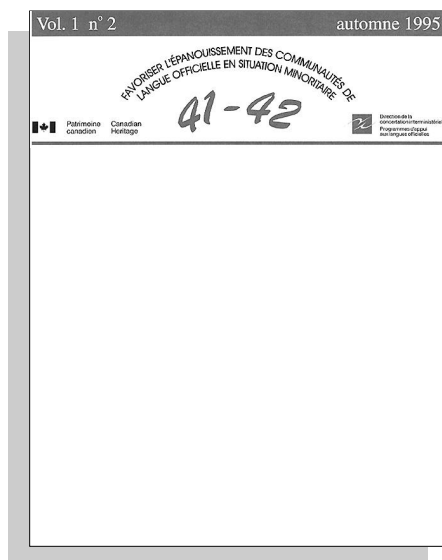 Vol. 1 n° 2 automne 1995
FAVORISER L'ÉPANOUISSEMENT DES COMMUNAUTÉS DE
LANGUE OFFICIELLE EN SITUATION MINORITAIRE
41-42
Patrimoine canadien
Canadian Heritage
Direction de la
concertation interministérielle
Programmes d'appui
aux langues officielles